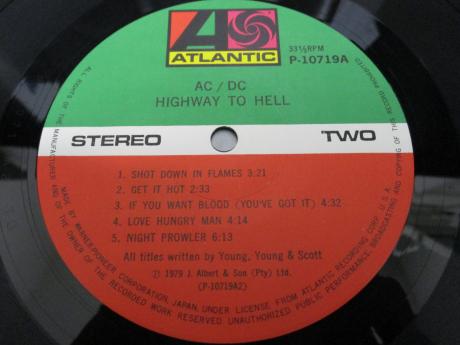 ATLANTIC
33⅓RPM
P-10719A
AC / DC
HIGHWAY TO HELL
STEREO
TWO
1. SHOT DOWN IN FLAMES 3:21
2. GET IT HOT 2:33
3. IF YOU WANT BLOOD (YOU'VE GOT IT) 4:32
4. LOVE HUNGRY MAN 4:14
5. NIGHT PROWLER 6:13
All titles written by Young, Young & Scott
Ⓟ 1979 J. Albert & Son (Pty) Ltd.
(P-10719A2)
ALL RIGHTS OF THE MANUFACTURER AND OF THE OWNER OF THE RECORDED WORK RESERVED UNAUTHORIZED PUBLIC PERFORMANCE, BROADCASTING AND COPYING OF THIS RECORD PROHIBITED
MADE BY WARNER-PIONEER CORPORATION, JAPAN, UNDER LICENSE FROM ATLANTIC RECORDING CORP. U.S.A.